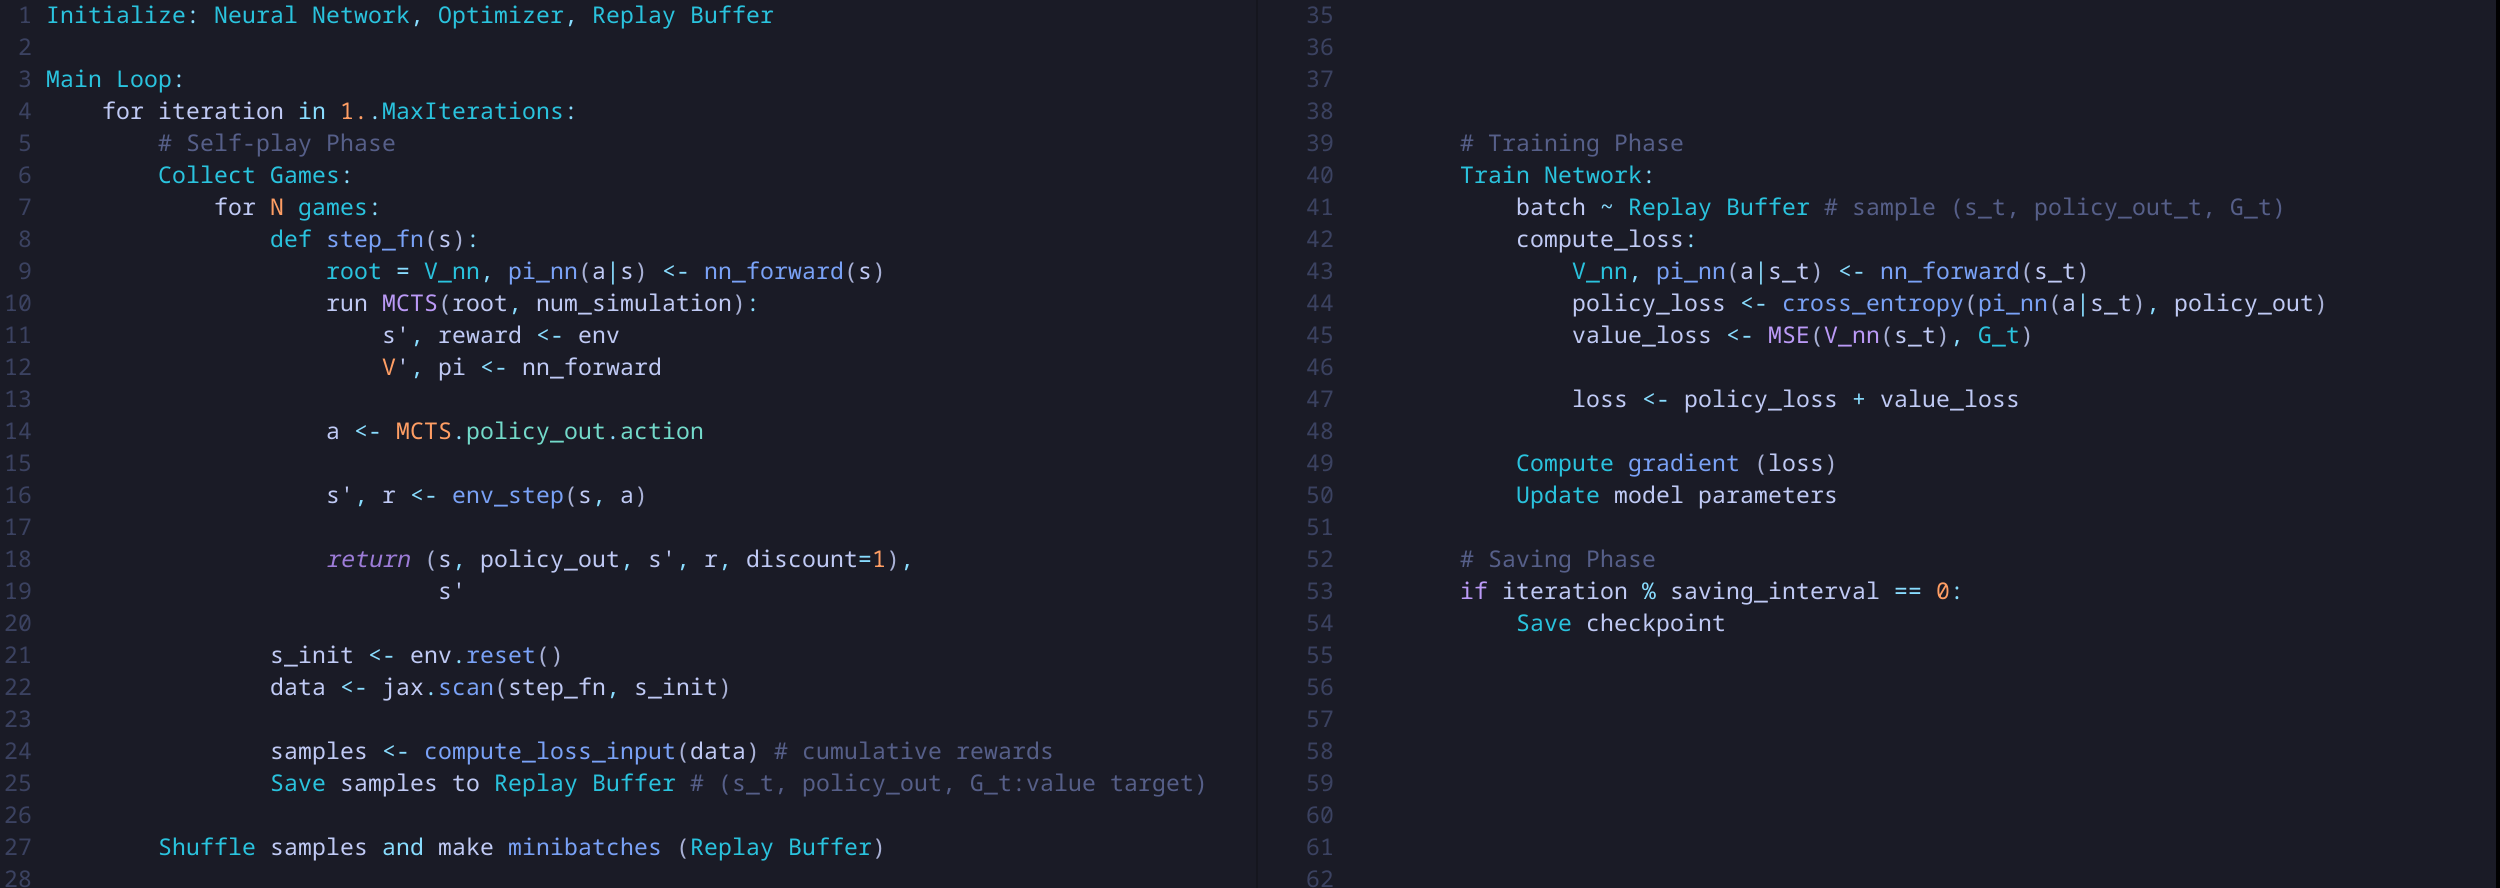 1 Initialize: Neural Network, Optimizer, Replay Buffer
2
3 Main Loop:
4     for iteration in 1..MaxIterations:
5         # Self-play Phase
6         Collect Games:
7             for N games:
8                 def step_fn(s):
9                     root = V_nn, pi_nn(a|s) <- nn_forward(s)
10                     run MCTS(root, num_simulation):
11                         s', reward <- env
12                         V', pi <- nn_forward
13
14                     a <- MCTS.policy_out.action
15
16                     s', r <- env_step(s, a)
17
18                     return (s, policy_out, s', r, discount=1),
19                             s'
20
21                 s_init <- env.reset()
22                 data <- jax.scan(step_fn, s_init)
23
24                 samples <- compute_loss_input(data) # cumulative rewards
25                 Save samples to Replay Buffer # (s_t, policy_out, G_t:value target)
26
27         Shuffle samples and make minibatches (Replay Buffer)
28
35
36
37
38
39         # Training Phase
40         Train Network:
41             batch ~ Replay Buffer # sample (s_t, policy_out_t, G_t)
42             compute_loss:
43                 V_nn, pi_nn(a|s_t) <- nn_forward(s_t)
44                 policy_loss <- cross_entropy(pi_nn(a|s_t), policy_out)
45                 value_loss <- MSE(V_nn(s_t), G_t)
46
47                 loss <- policy_loss + value_loss
48
49             Compute gradient (loss)
50             Update model parameters
51
52         # Saving Phase
53         if iteration % saving_interval == 0:
54             Save checkpoint
55
56
57
58
59
60
61
62